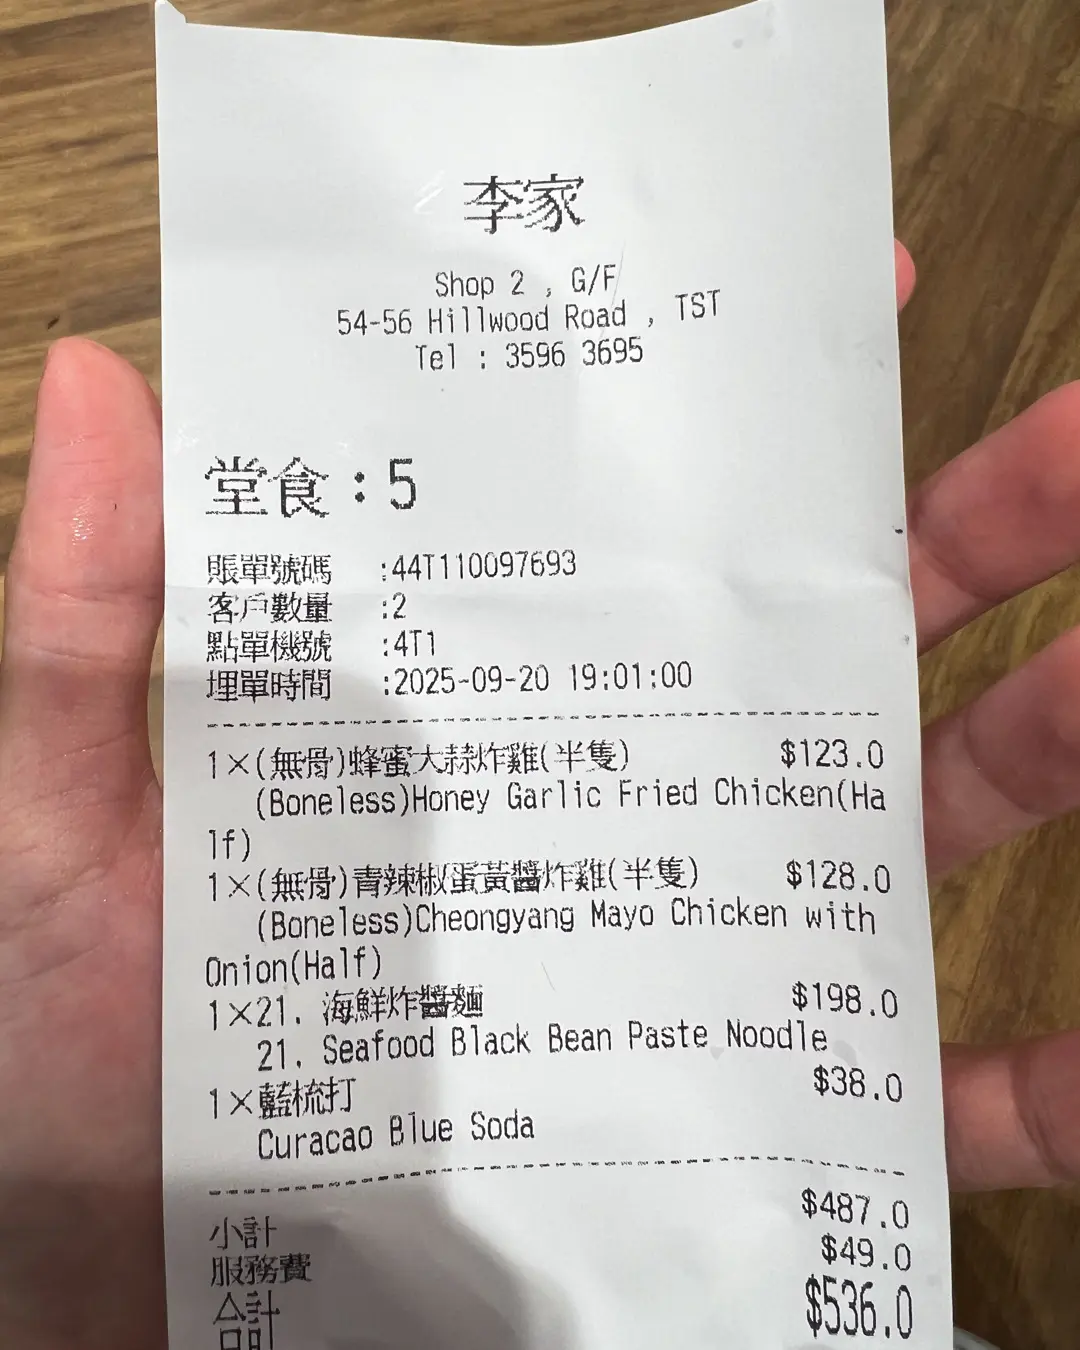 李家
Shop 2 , G/F
54-56 Hillwood Road , TST
Tel : 3596 3695
堂食：5
賬單號碼 :44T110097693
客戶數量 :2
點單機號 :4T1
埋單時間 :2025-09-20 19:01:00
1×(無骨)蜂蜜大蒜炸雞(半隻) $123.0
(Boneless)Honey Garlic Fried Chicken(Ha
lf)
1×(無骨)青辣椒蛋黃醬炸雞(半隻) $128.0
(Boneless)Cheongyang Mayo Chicken with
Onion(Half)
1×21. 海鮮炸醬麵 $198.0
21. Seafood Black Bean Paste Noodle
1×藍梳打 $38.0
Curacao Blue Soda
小計 $487.0
服務費 $49.0
合計 $536.0